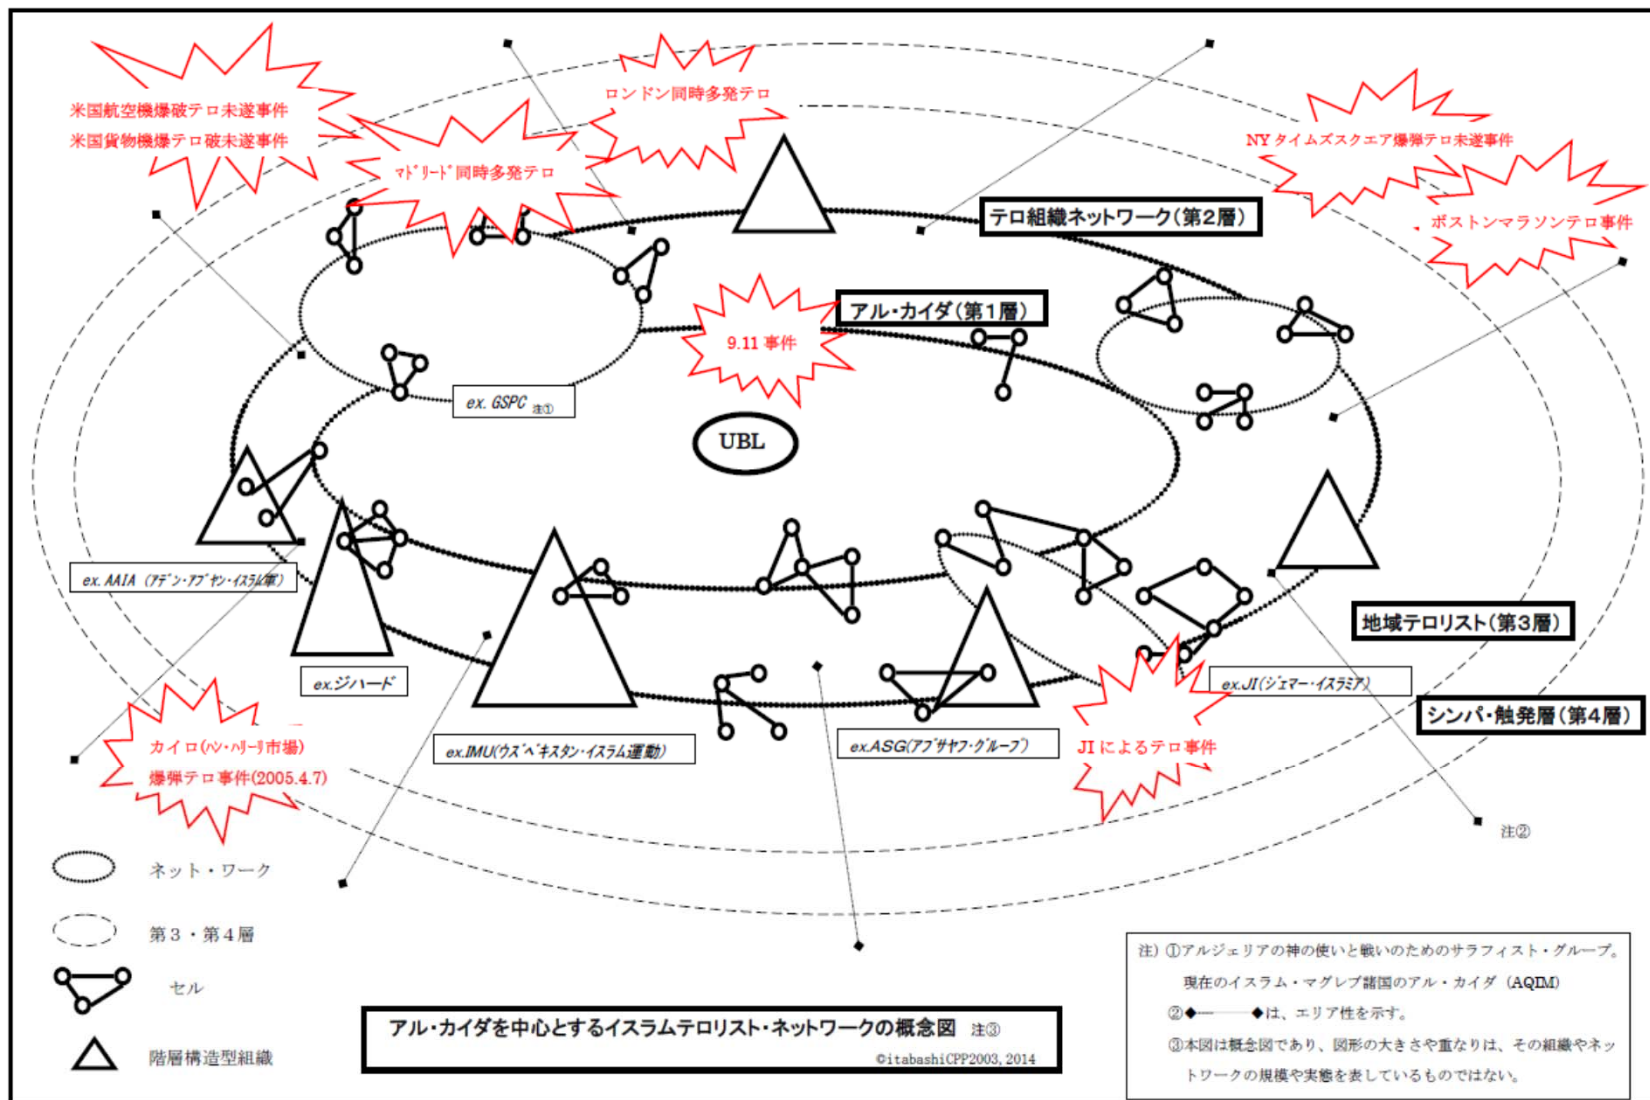 米国航空機爆破テロ未遂事件
米国貨物機爆テロ破未遂事件
ロンドン同時多発テロ
ﾏﾄﾞﾘｰﾄﾞ同時多発テロ
NYタイムズスクエア爆弾テロ未遂事件
ボストンマラソンテロ事件
テロ組織ネットワーク(第2層)
アル・カイダ(第1層)
9.11 事件
ex. GSPC 注①
UBL
ex. AAIA (ｱﾃﾞﾝ・ｱﾌﾞﾔﾝ・ｲｽﾗﾑ軍)
地域テロリスト(第3層)
ex.ジハード
ex.JI(ｼﾞｪﾏｰ・ｲｽﾗﾐｱ)
シンパ・触発層(第4層)
カイロ(ﾊﾝ・ﾊﾘｰﾘ市場)
爆弾テロ事件(2005.4.7)
ex.IMU(ｳｽﾞﾍﾞｷｽﾀﾝ・ｲｽﾗﾑ運動)
ex.ASG(ｱﾌﾞｻﾔﾌ・ｸﾞﾙｰﾌﾟ)
JIによるテロ事件
注②
ネット・ワーク
第3・第4層
セル
階層構造型組織
アル・カイダを中心とするイスラムテロリスト・ネットワークの概念図 注③
©itabashiCPP2003, 2014
注) ①アルジェリアの神の使いと戦いのためのサラフィスト・グループ。
現在のイスラム・マグレブ諸国のアル・カイダ (AQIM)
②◆―――◆は、エリア性を示す。
③本図は概念図であり、図形の大きさや重なりは、その組織やネッ
トワークの規模や実態を表しているものではない。